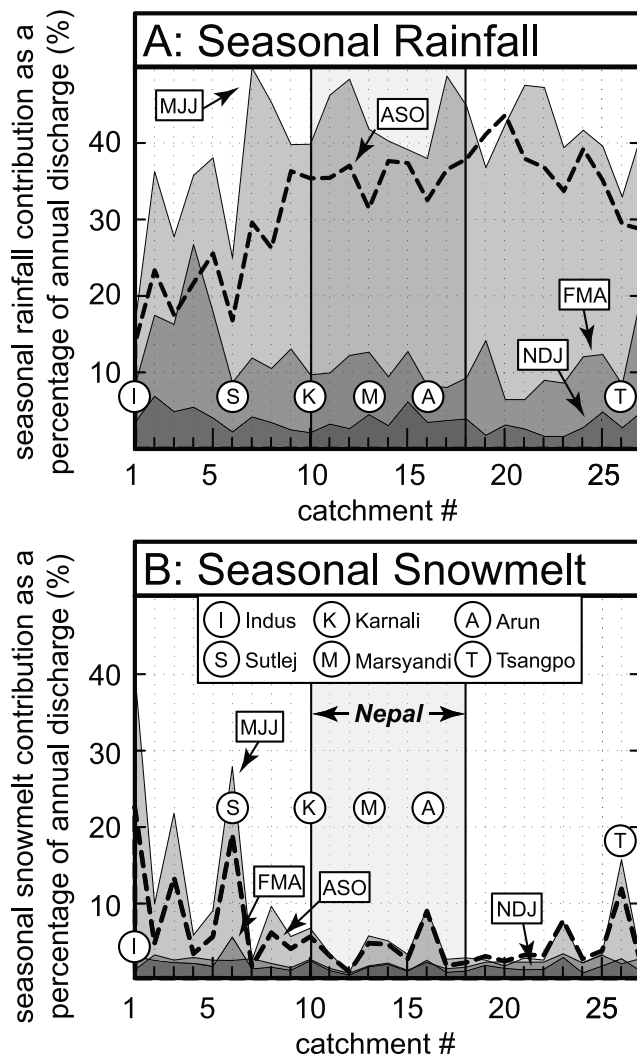 A: Seasonal Rainfall
seasonal rainfall contribution as a
percentage of annual discharge (%)
40
30
20
10
MJJ
ASO
FMA
NDJ
I
S
K
M
A
T
1
5
10
15
20
25
catchment #
B: Seasonal Snowmelt
seasonal snowmelt contribution as a
percentage of annual discharge (%)
I Indus K Karnali A Arun
S Sutlej M Marsyandi T Tsangpo
40
30
20
10
Nepal
MJJ
S
K
M
A
T
FMA
ASO
NDJ
I
1
5
10
15
20
25
catchment #